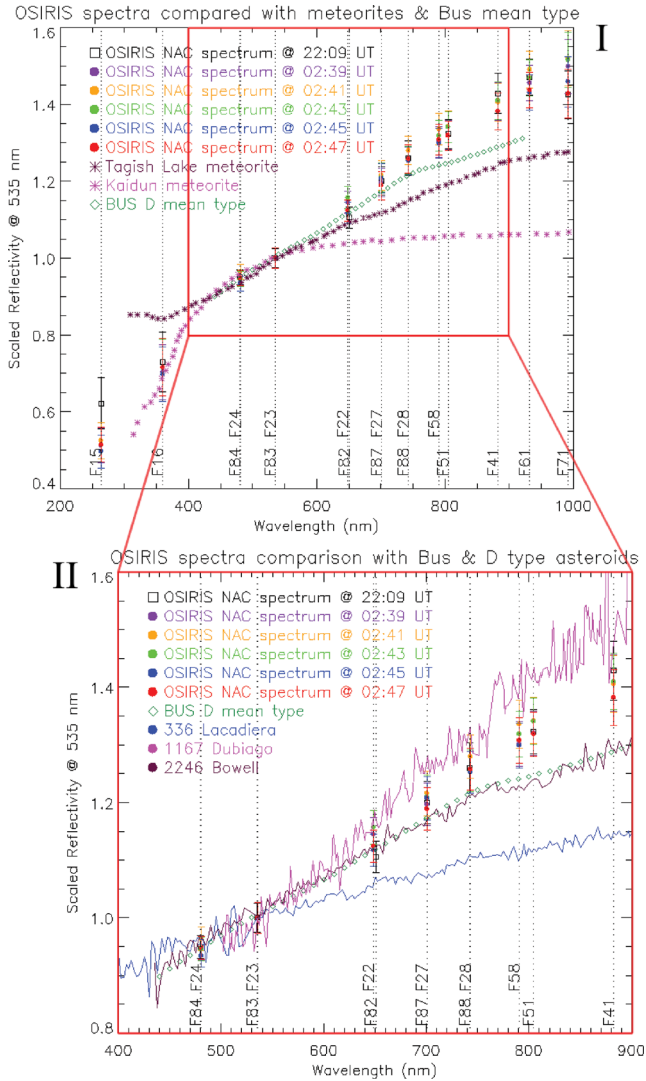 OSIRIS spectra compared with meteorites & Bus mean type
I
1.6
1.4
1.2
1.0
0.8
0.6
0.4
Scaled Reflectivity @ 535 nm
OSIRIS NAC spectrum @ 22:09 UT
OSIRIS NAC spectrum @ 02:39 UT
OSIRIS NAC spectrum @ 02:41 UT
OSIRIS NAC spectrum @ 02:43 UT
OSIRIS NAC spectrum @ 02:45 UT
OSIRIS NAC spectrum @ 02:47 UT
Tagish Lake meteorite
Kaidun meteorite
BUS D mean type
F15
F16
F84 F24
F83 F23
F82 F22
F87 F27
F88 F28
F58
F51
F41
F61
F71
200 400 600 800 1000
Wavelength (nm)
II
OSIRIS spectra comparison with Bus & D type asteroids
1.6
1.4
1.2
1.0
0.8
Scaled Reflectivity @ 535 nm
OSIRIS NAC spectrum @ 22:09 UT
OSIRIS NAC spectrum @ 02:39 UT
OSIRIS NAC spectrum @ 02:41 UT
OSIRIS NAC spectrum @ 02:43 UT
OSIRIS NAC spectrum @ 02:45 UT
OSIRIS NAC spectrum @ 02:47 UT
BUS D mean type
336 Lacadiera
1167 Dubiago
2246 Bowell
F84 F24
F83 F23
F82 F22
F87 F27
F88 F28
F58
F51
F41
400 500 600 700 800 900
Wavelength (nm)